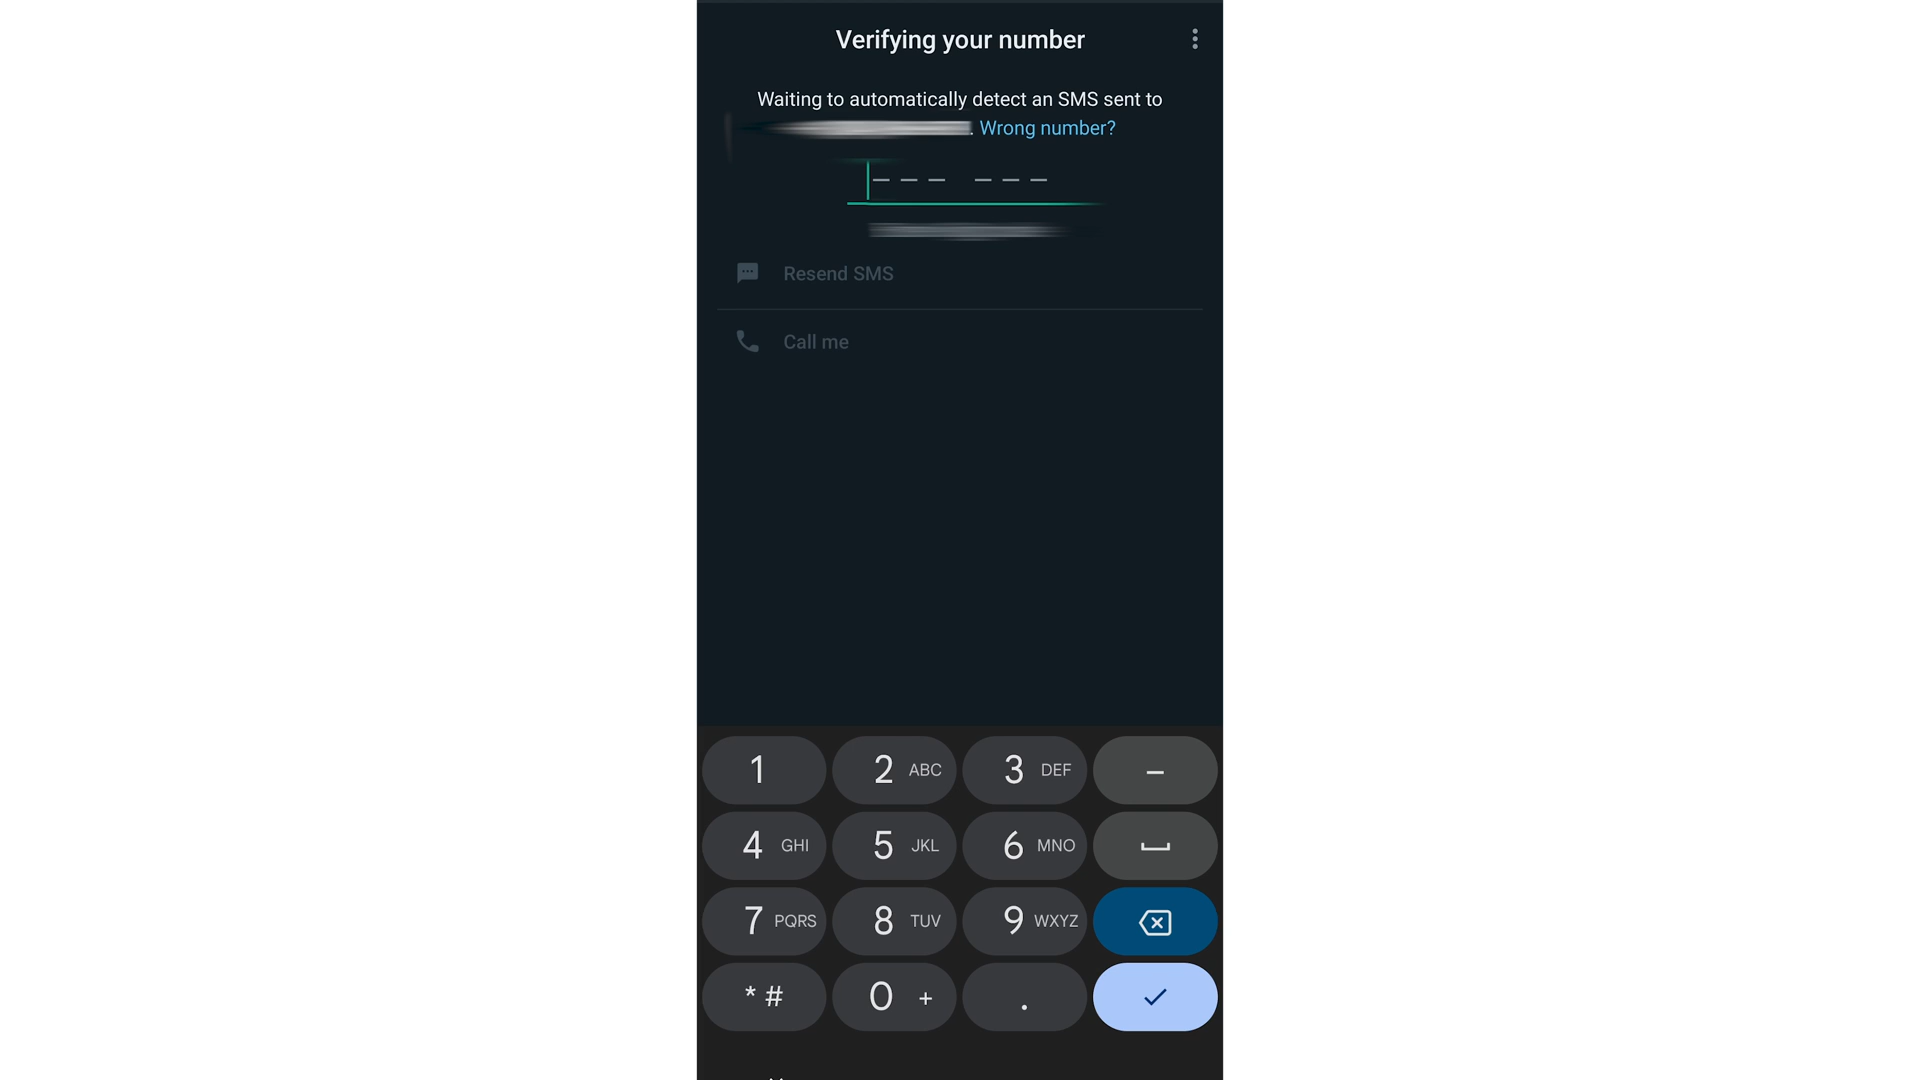 Verifying your number
Waiting to automatically detect an SMS sent to
. Wrong number?
— — — — — —
Resend SMS
Call me
1 2 ABC 3 DEF –
4 GHI 5 JKL 6 MNO
7 PQRS 8 TUV 9 WXYZ
* # 0 + .